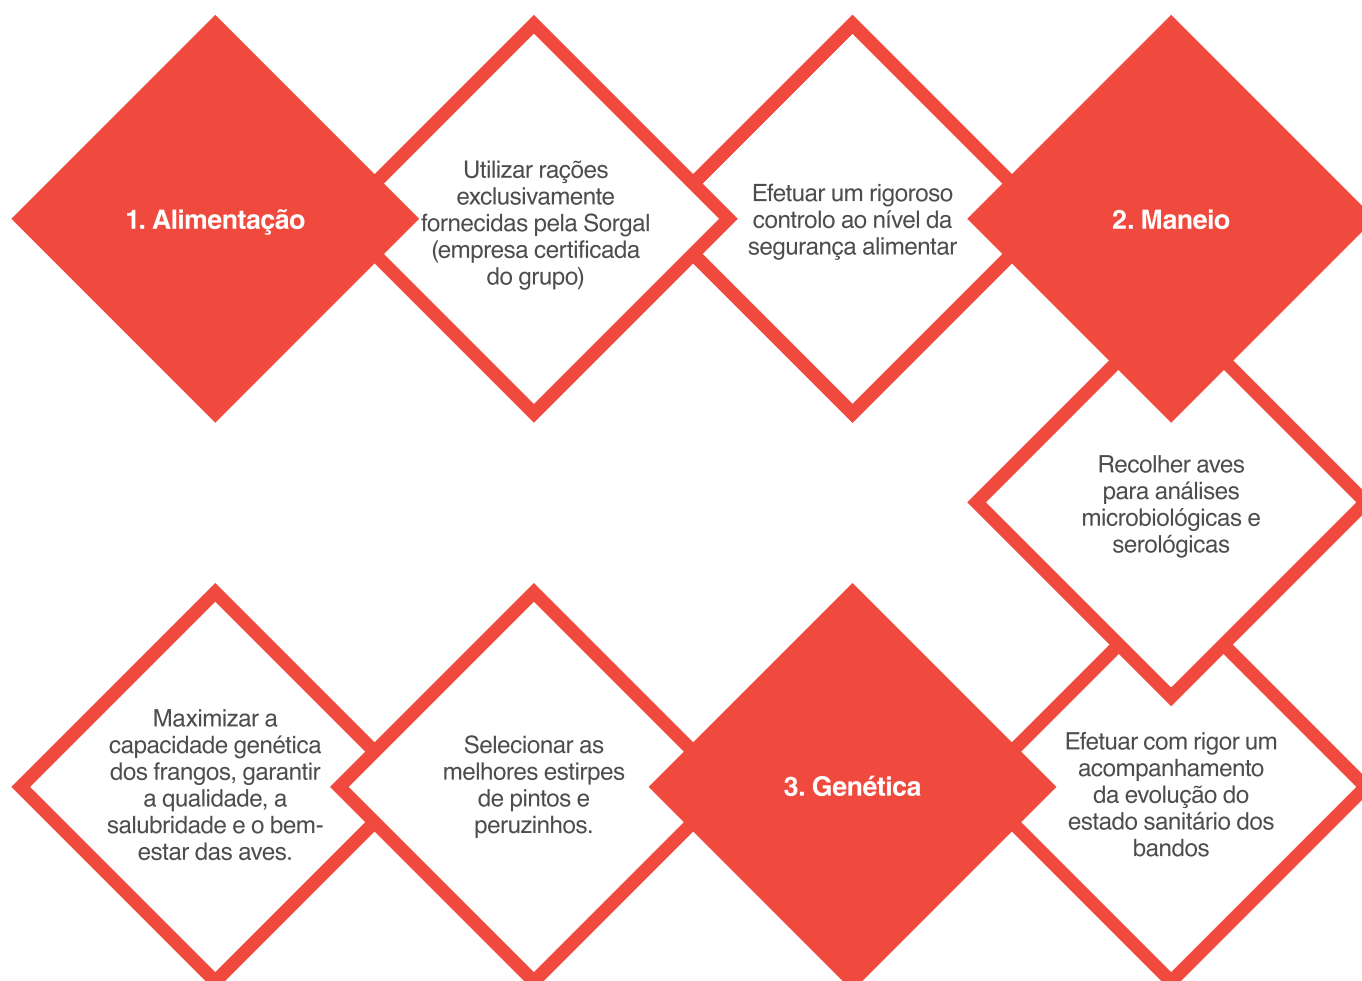 1. Alimentação
Utilizar rações
exclusivamente
fornecidas pela Sorgal
(empresa certificada
do grupo)
Efetuar um rigoroso
controlo ao nível da
segurança alimentar
2. Maneio
Recolher aves
para análises
microbiológicas e
serológicas
Efetuar com rigor um
acompanhamento
da evolução do
estado sanitário dos
bandos
3. Genética
Selecionar as
melhores estirpes
de pintos e
peruzinhos.
Maximizar a
capacidade genética
dos frangos, garantir
a qualidade, a
salubridade e o bem-
estar das aves.